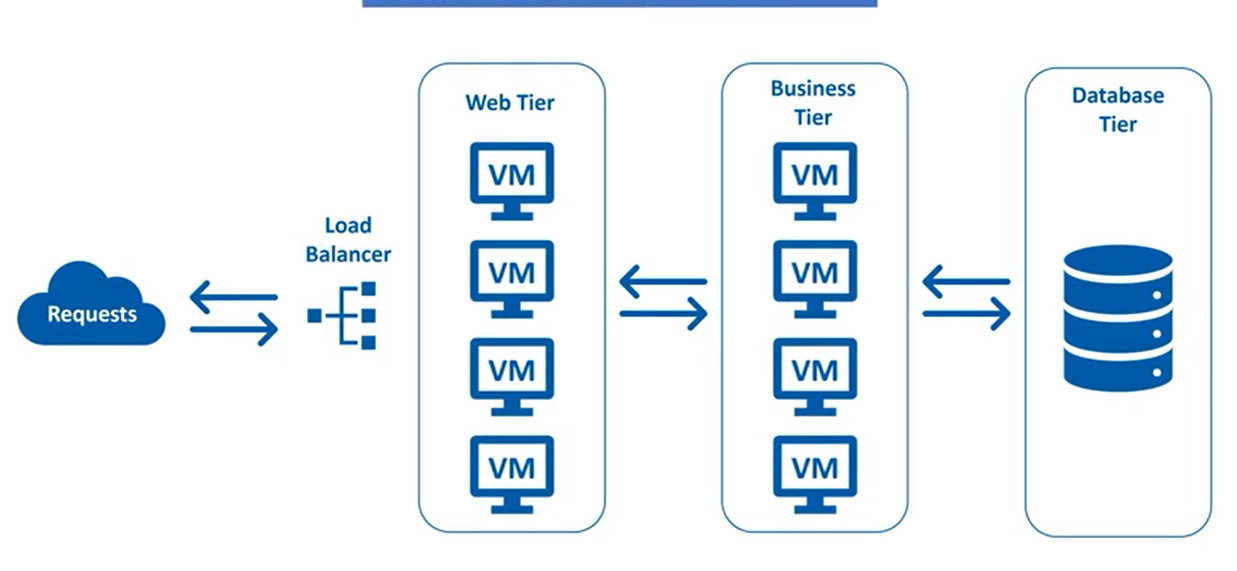 Requests
Load
Balancer
Web Tier
VM
VM
VM
VM
Business
Tier
VM
VM
VM
VM
Database
Tier